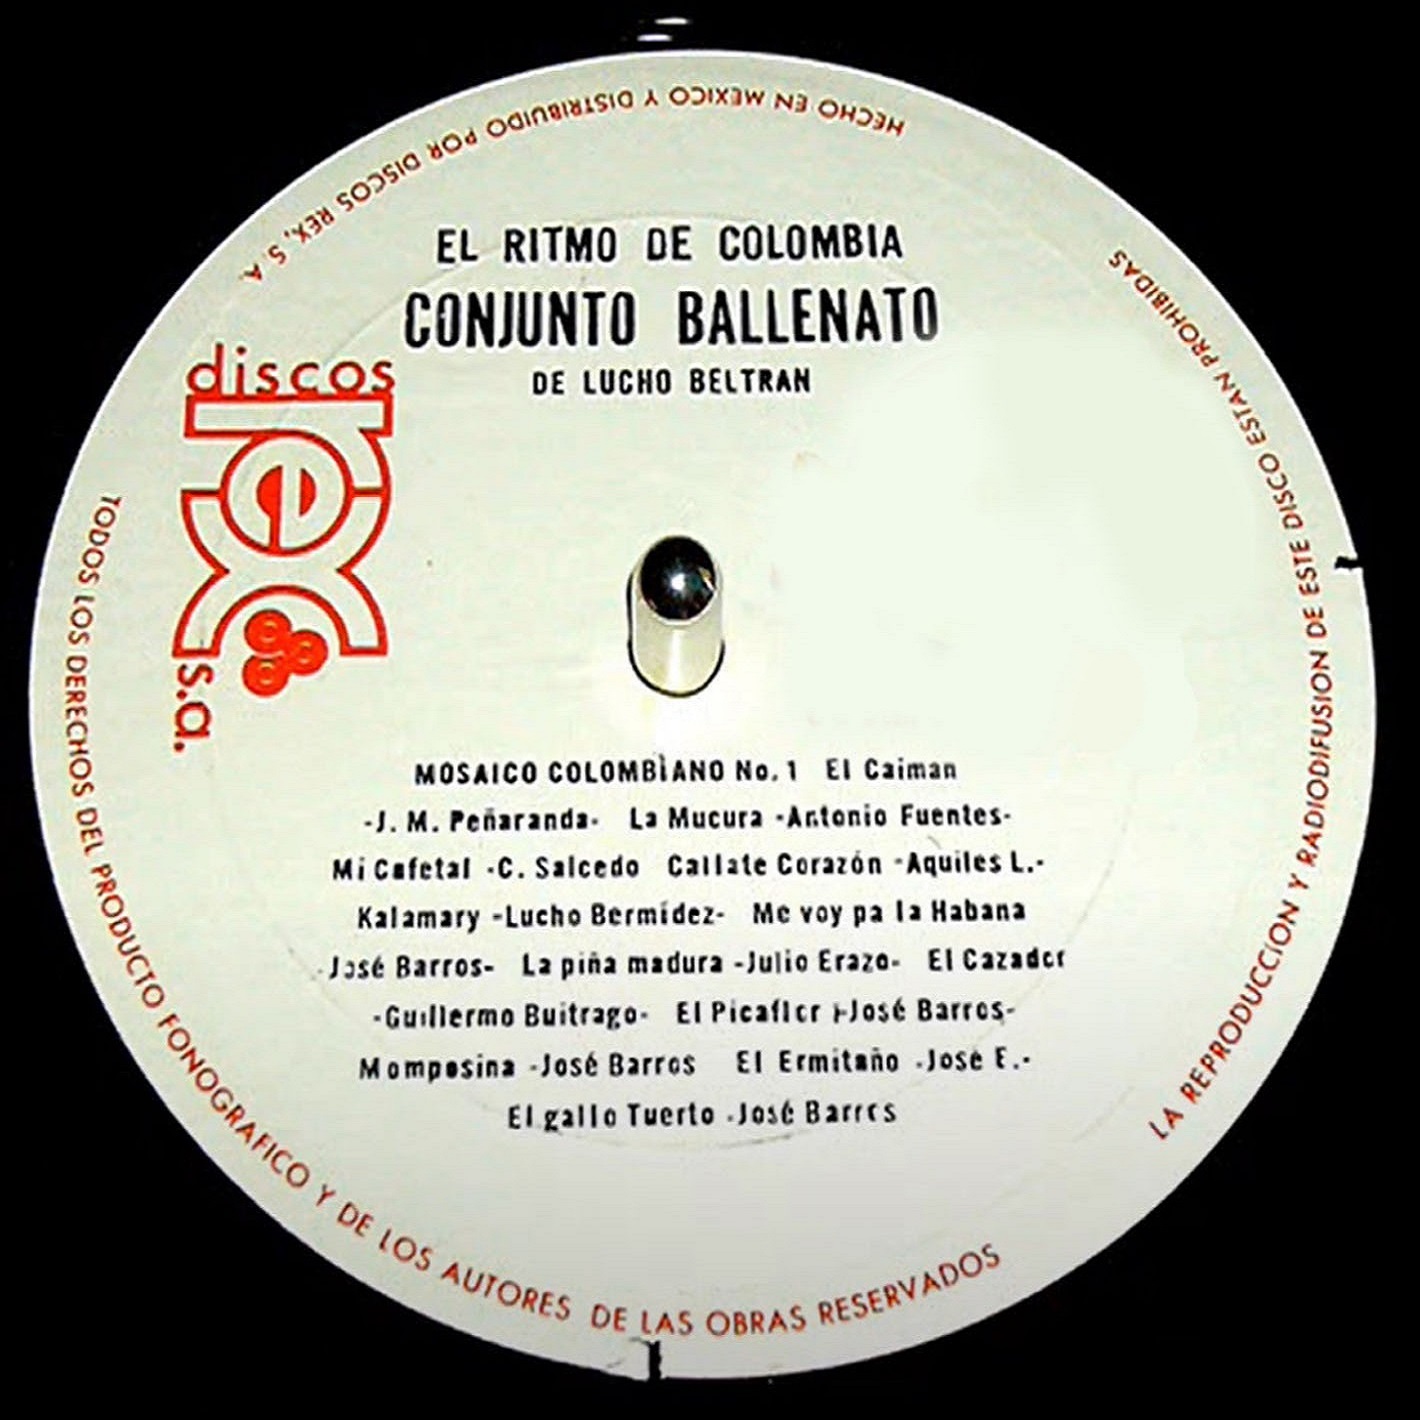 HECHO EN MEXICO Y DISTRIBUIDO POR DISCOS REX, S. A.
EL RITMO DE COLOMBIA
CONJUNTO BALLENATO
DE LUCHO BELTRAN
discos
rex
s.a.
MOSAICO COLOMBIANO No. 1 El Caiman
-J. M. Peñaranda- La Mucura -Antonio Fuentes-
Mi Cafetal -C. Salcedo Callate Corazón -Aquiles L.-
Kalamary -Lucho Bermídez- Me voy pa la Habana
-José Barros- La piña madura -Julio Erazo- El Cazador
-Guillermo Buitrago- El Picaflor -José Barros-
Momposina -José Barros El Ermitaño -José E.-
El gallo Tuerto -José Barros
TODOS LOS DERECHOS DEL PRODUCTO FONOGRAFICO Y DE LOS AUTORES DE LAS OBRAS RESERVADOS
LA REPRODUCCION Y RADIODIFUSION DE ESTE DISCO ESTAN PROHIBIDAS